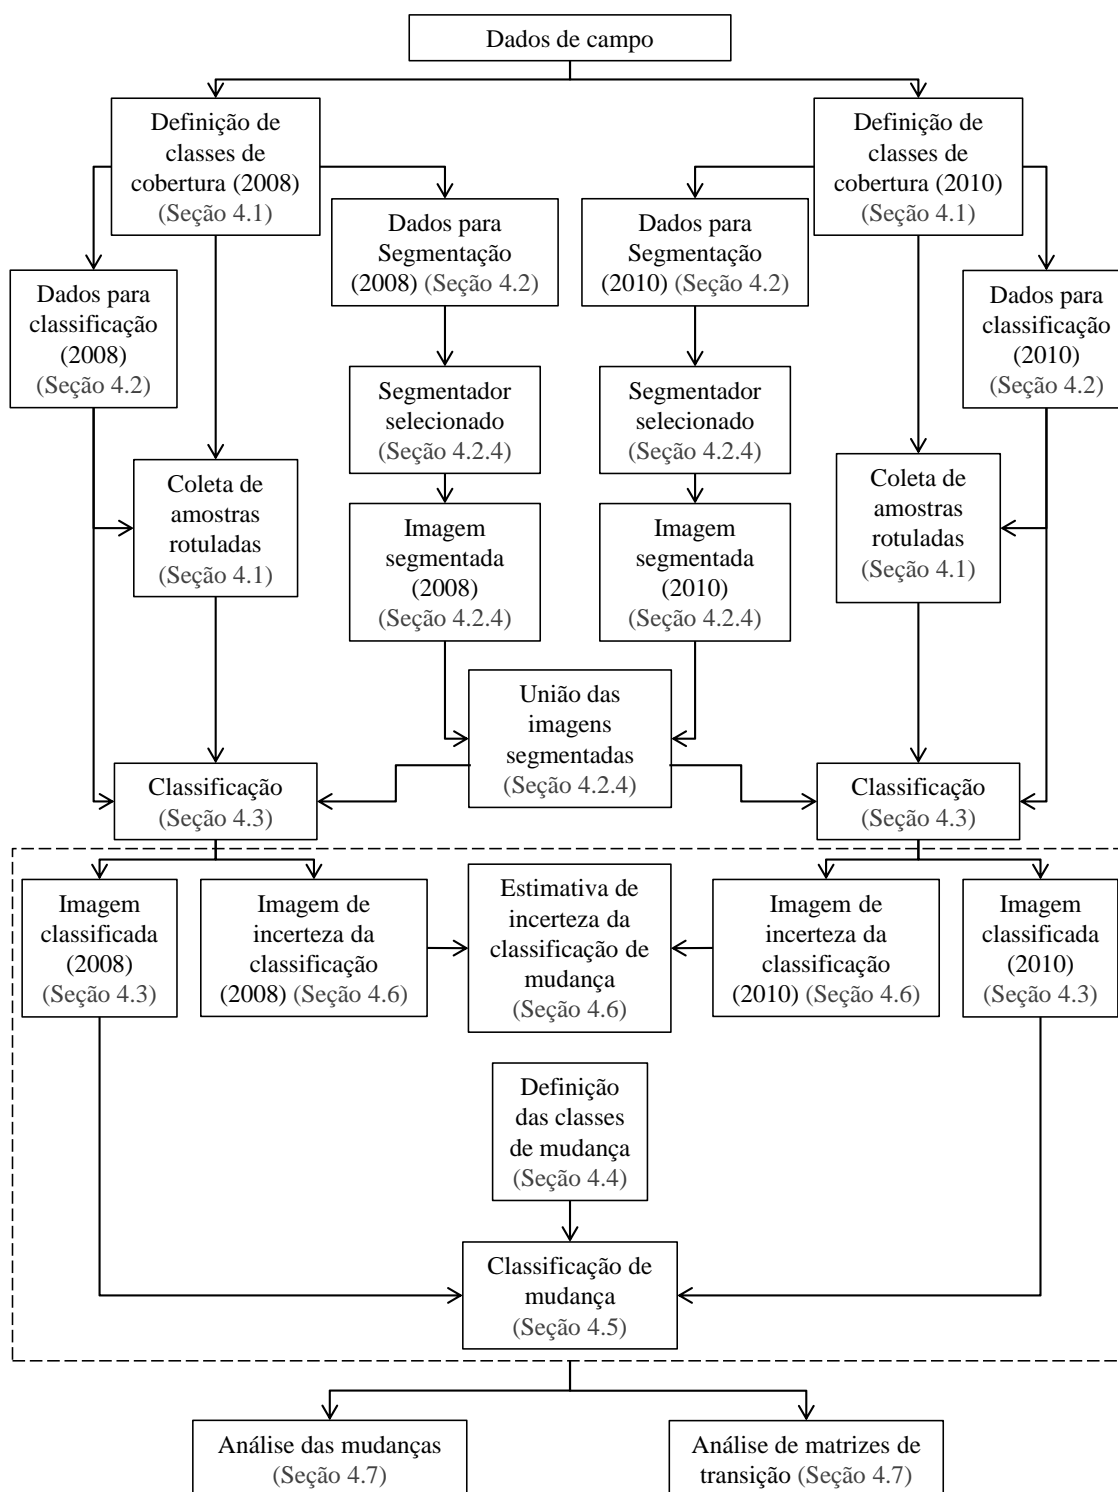 Dados de campo
Definição de
classes de
cobertura (2008)
(Seção 4.1)
Definição de
classes de
cobertura (2010)
(Seção 4.1)
Dados para
Segmentação
(2008) (Seção 4.2)
Dados para
Segmentação
(2010) (Seção 4.2)
Dados para
classificação
(2008)
(Seção 4.2)
Dados para
classificação
(2010)
(Seção 4.2)
Segmentador
selecionado
(Seção 4.2.4)
Segmentador
selecionado
(Seção 4.2.4)
Coleta de
amostras
rotuladas
(Seção 4.1)
Imagem
segmentada
(2008)
(Seção 4.2.4)
Imagem
segmentada
(2010)
(Seção 4.2.4)
Coleta de
amostras
rotuladas
(Seção 4.1)
União das
imagens
segmentadas
(Seção 4.2.4)
Classificação
(Seção 4.3)
Classificação
(Seção 4.3)
Imagem
classificada
(2008)
(Seção 4.3)
Imagem de
incerteza da
classificação
(2008) (Seção 4.6)
Estimativa de
incerteza da
classificação de
mudança
(Seção 4.6)
Imagem de
incerteza da
classificação
(2010) (Seção 4.6)
Imagem
classificada
(2010)
(Seção 4.3)
Definição
das classes
de mudança
(Seção 4.4)
Classificação de
mudança
(Seção 4.5)
Análise das mudanças
(Seção 4.7)
Análise de matrizes de
transição (Seção 4.7)